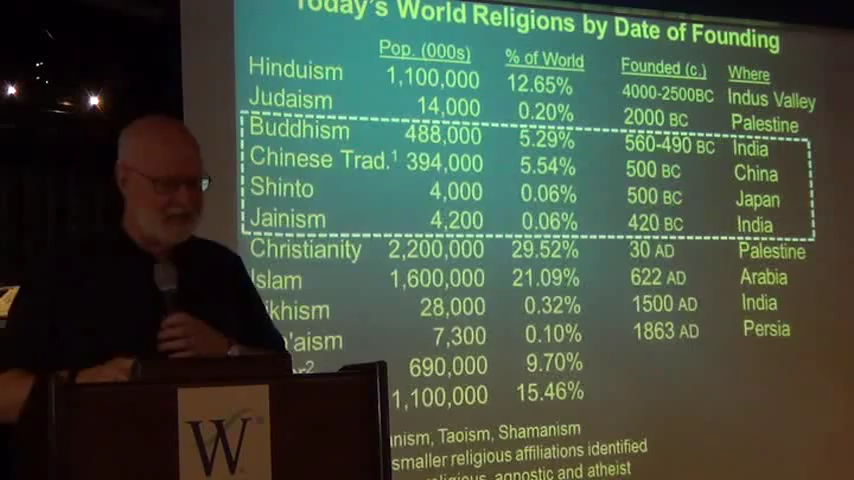 Today's World Religions by Date of Founding
Pop. (000s) % of World Founded (c.) Where
Hinduism 1,100,000 12.65% 4000-2500BC Indus Valley
Judaism 14,000 0.20% 2000 BC Palestine
Buddhism 488,000 5.29% 560-490 BC India
Chinese Trad.¹ 394,000 5.54% 500 BC China
Shinto 4,000 0.06% 500 BC Japan
Jainism 4,200 0.06% 420 BC India
Christianity 2,200,000 29.52% 30 AD Palestine
Islam 1,600,000 21.09% 622 AD Arabia
ikhism 28,000 0.32% 1500 AD India
'aism 7,300 0.10% 1863 AD Persia
690,000 9.70%
1,100,000 15.46%
nism, Taoism, Shamanism
smaller religious affiliations identified
religious, agnostic and atheist
W